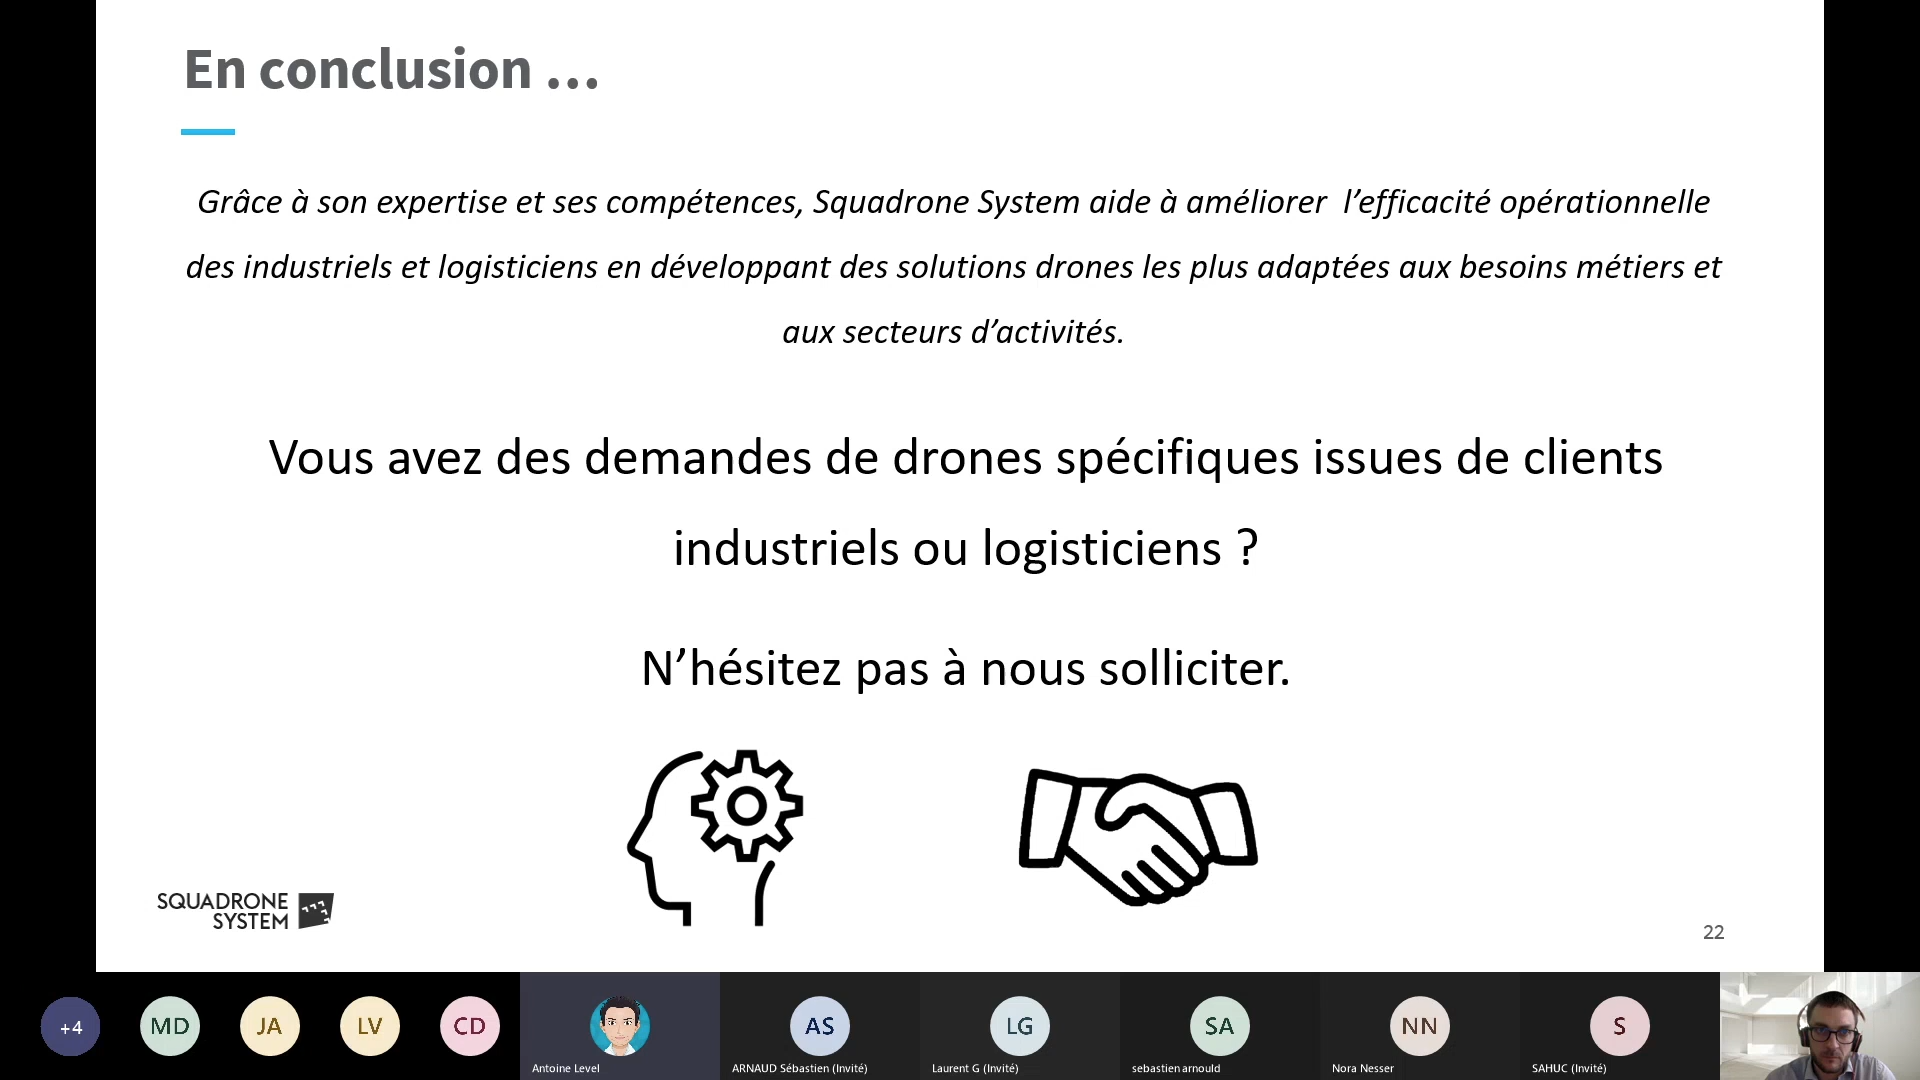 En conclusion ...
Grâce à son expertise et ses compétences, Squadrone System aide à améliorer  l’efficacité opérationnelle
des industriels et logisticiens en développant des solutions drones les plus adaptées aux besoins métiers et
aux secteurs d’activités.
Vous avez des demandes de drones spécifiques issues de clients
industriels ou logisticiens ?
N’hésitez pas à nous solliciter.
SQUADRONE
SYSTEM
22
+4
MD
JA
LV
CD
Antoine Level
AS
ARNAUD Sébastien (Invité)
LG
Laurent G (Invité)
SA
sebastien arnould
NN
Nora Nesser
S
SAHUC (Invité)